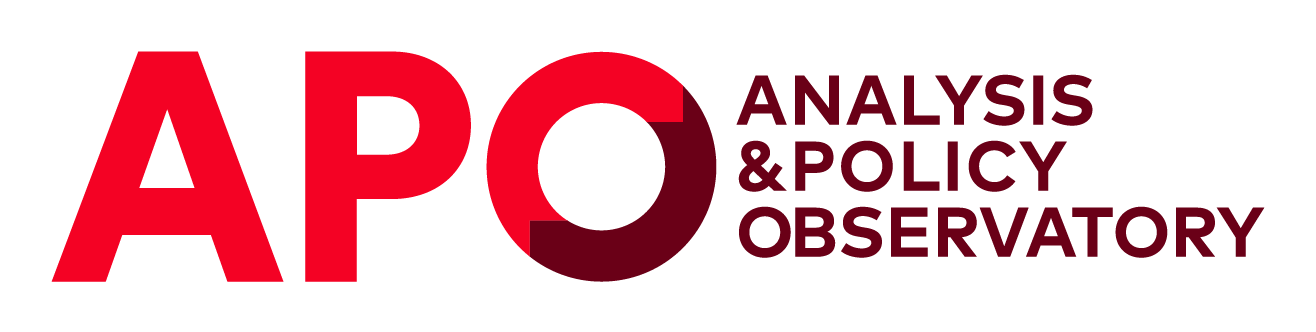 APO
ANALYSIS
&POLICY
OBSERVATORY